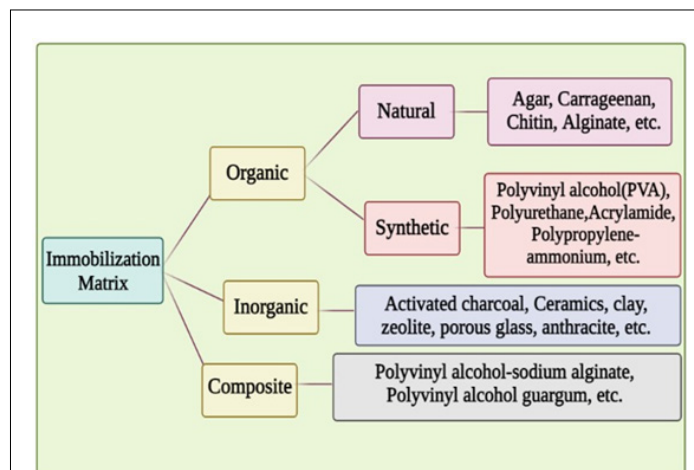 Immobilization
Matrix
Organic
Natural
Agar, Carrageenan,
Chitin, Alginate, etc.
Synthetic
Polyvinyl alcohol(PVA),
Polyurethane,Acrylamide,
Polypropylene-
ammonium, etc.
Inorganic
Activated charcoal, Ceramics, clay,
zeolite, porous glass, anthracite, etc.
Composite
Polyvinyl alcohol-sodium alginate,
Polyvinyl alcohol guargum, etc.